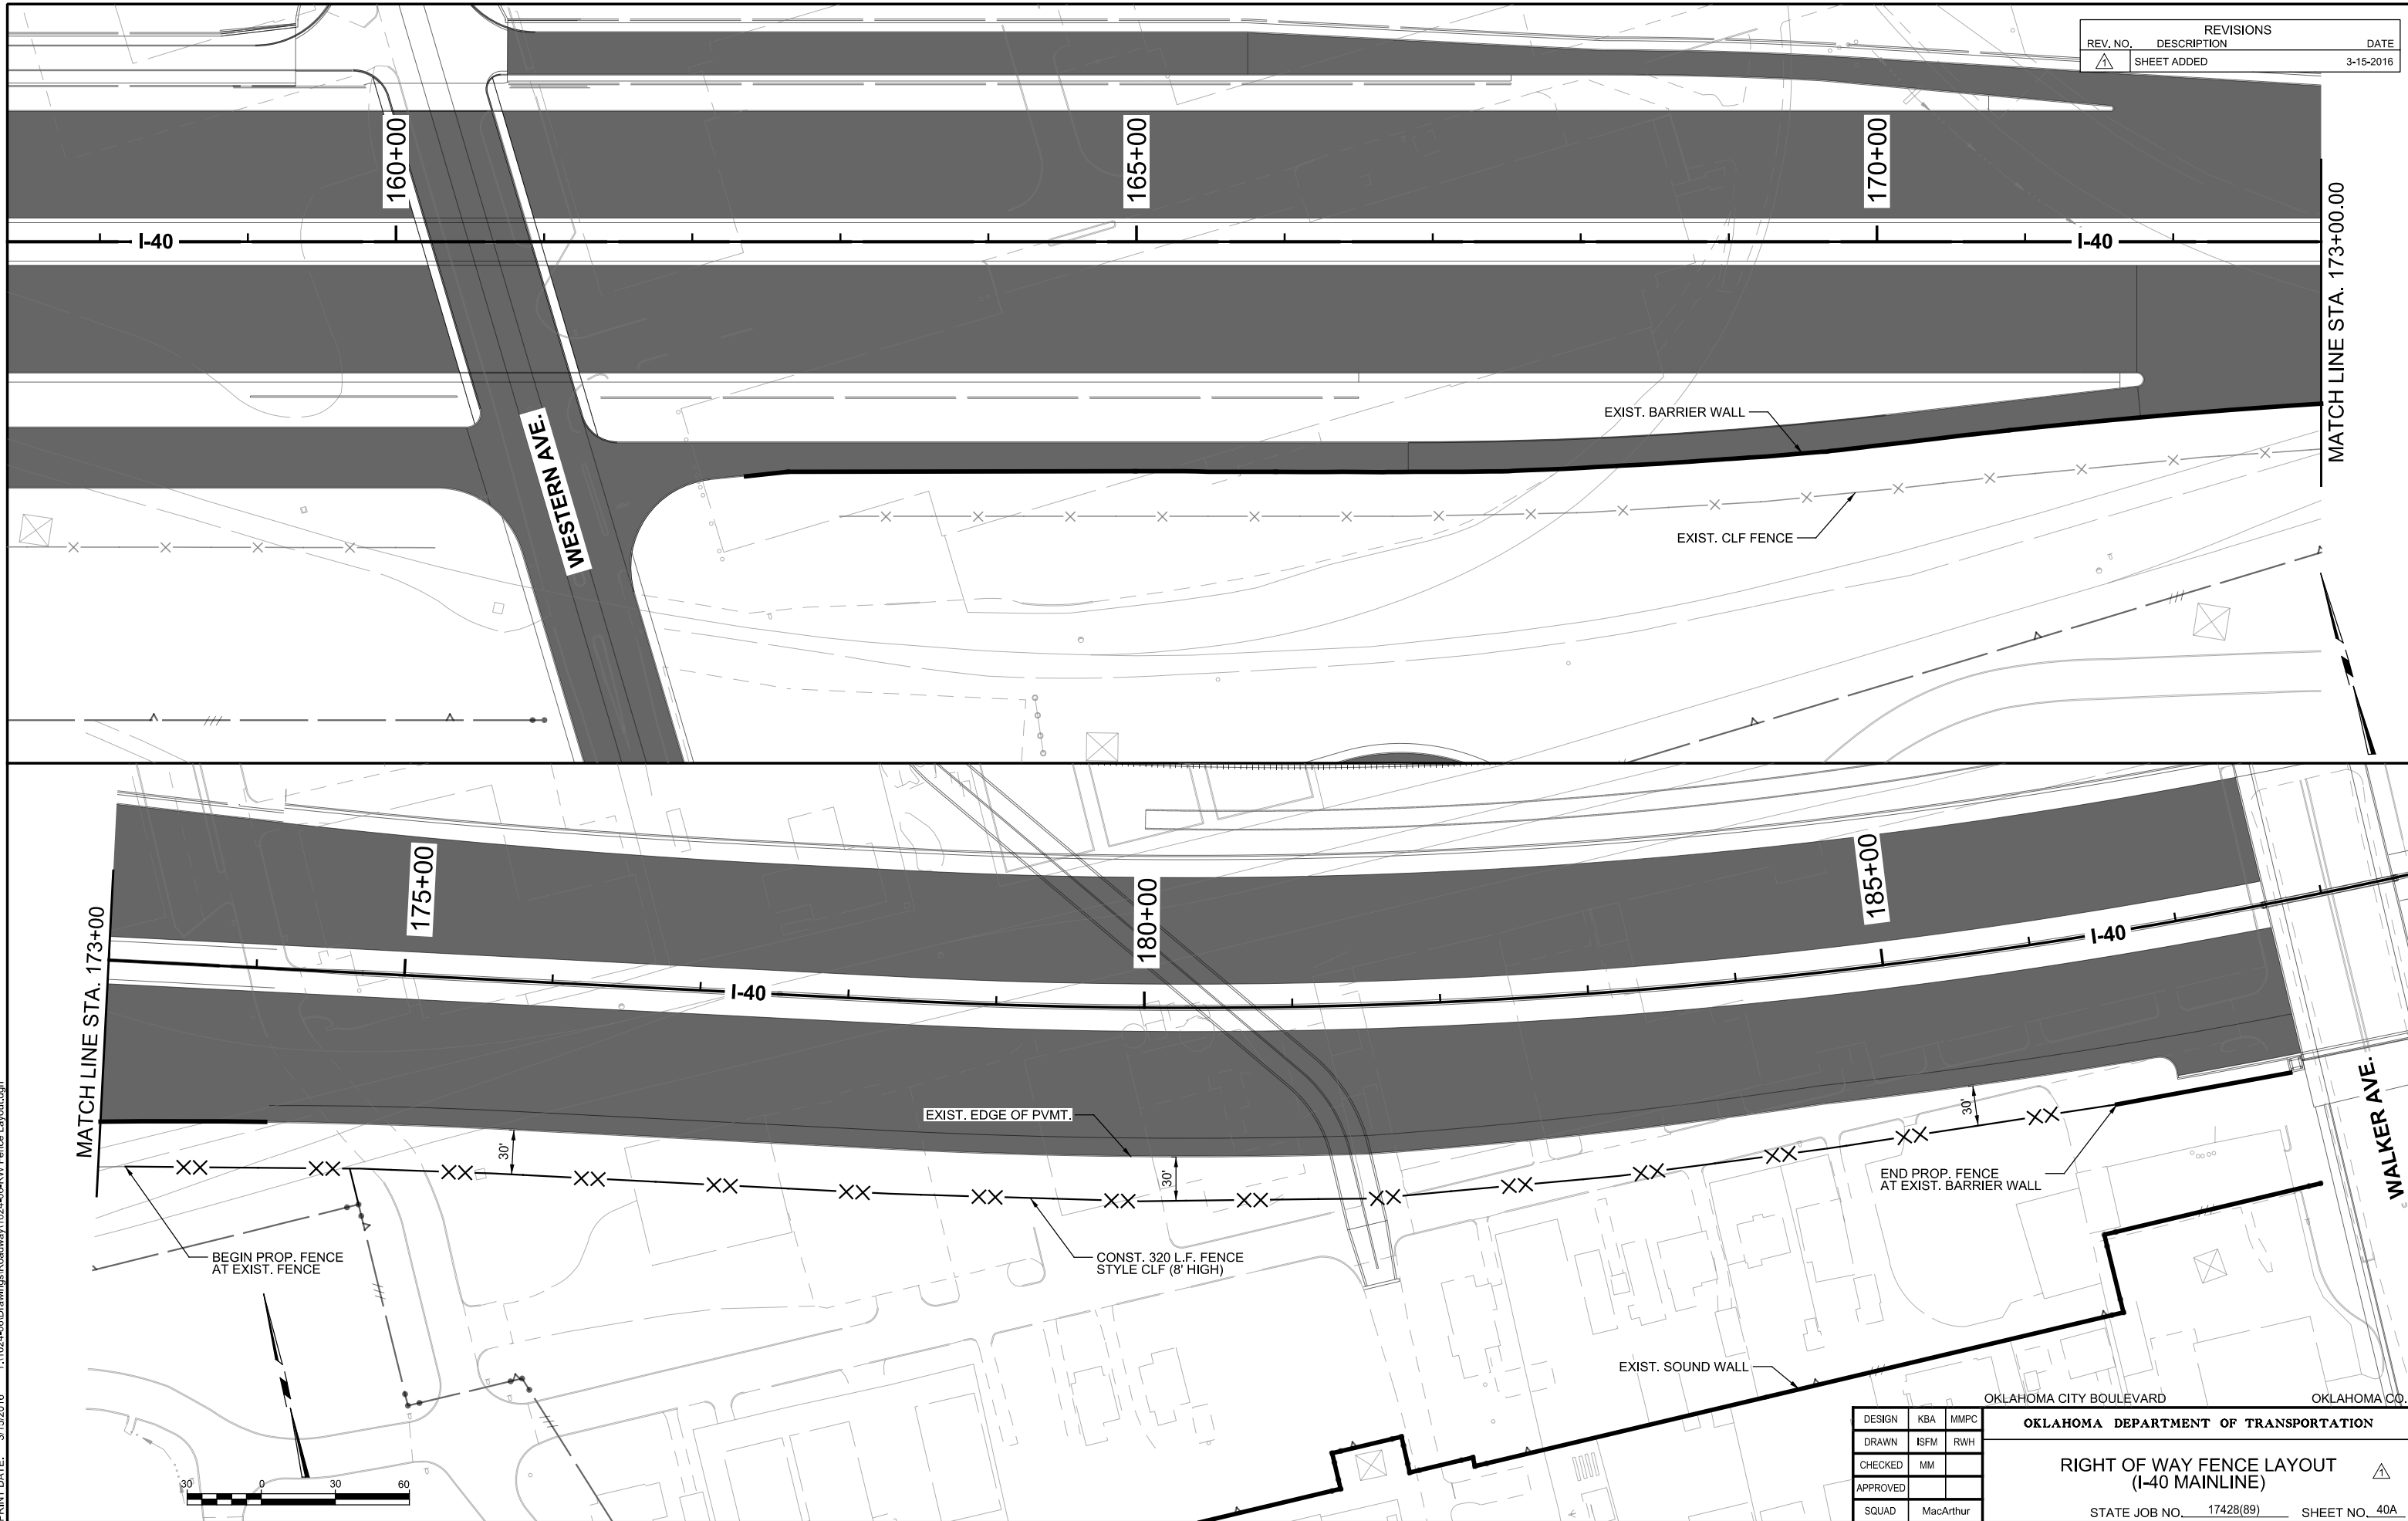 REVISIONS
REV. NO. DESCRIPTION DATE
1 SHEET ADDED 3-15-2016
160+00
165+00
170+00
I-40
I-40
MATCH LINE STA. 173+00.00
WESTERN AVE.
EXIST. BARRIER WALL
EXIST. CLF FENCE
175+00
180+00
185+00
MATCH LINE STA. 173+00
I-40
I-40
EXIST. EDGE OF PVMT.
30'
30'
30'
BEGIN PROP. FENCE
AT EXIST. FENCE
CONST. 320 L.F. FENCE
STYLE CLF (8' HIGH)
END PROP. FENCE
AT EXIST. BARRIER WALL
WALKER AVE.
EXIST. SOUND WALL
30 0 30 60
OKLAHOMA CITY BOULEVARD OKLAHOMA CO.
DESIGN KBA MMPC
DRAWN ISFM RWH
CHECKED MM
APPROVED
SQUAD MacArthur
OKLAHOMA DEPARTMENT OF TRANSPORTATION
RIGHT OF WAY FENCE LAYOUT
(I-40 MAINLINE)
1
STATE JOB NO. 17428(89) SHEET NO. 40A